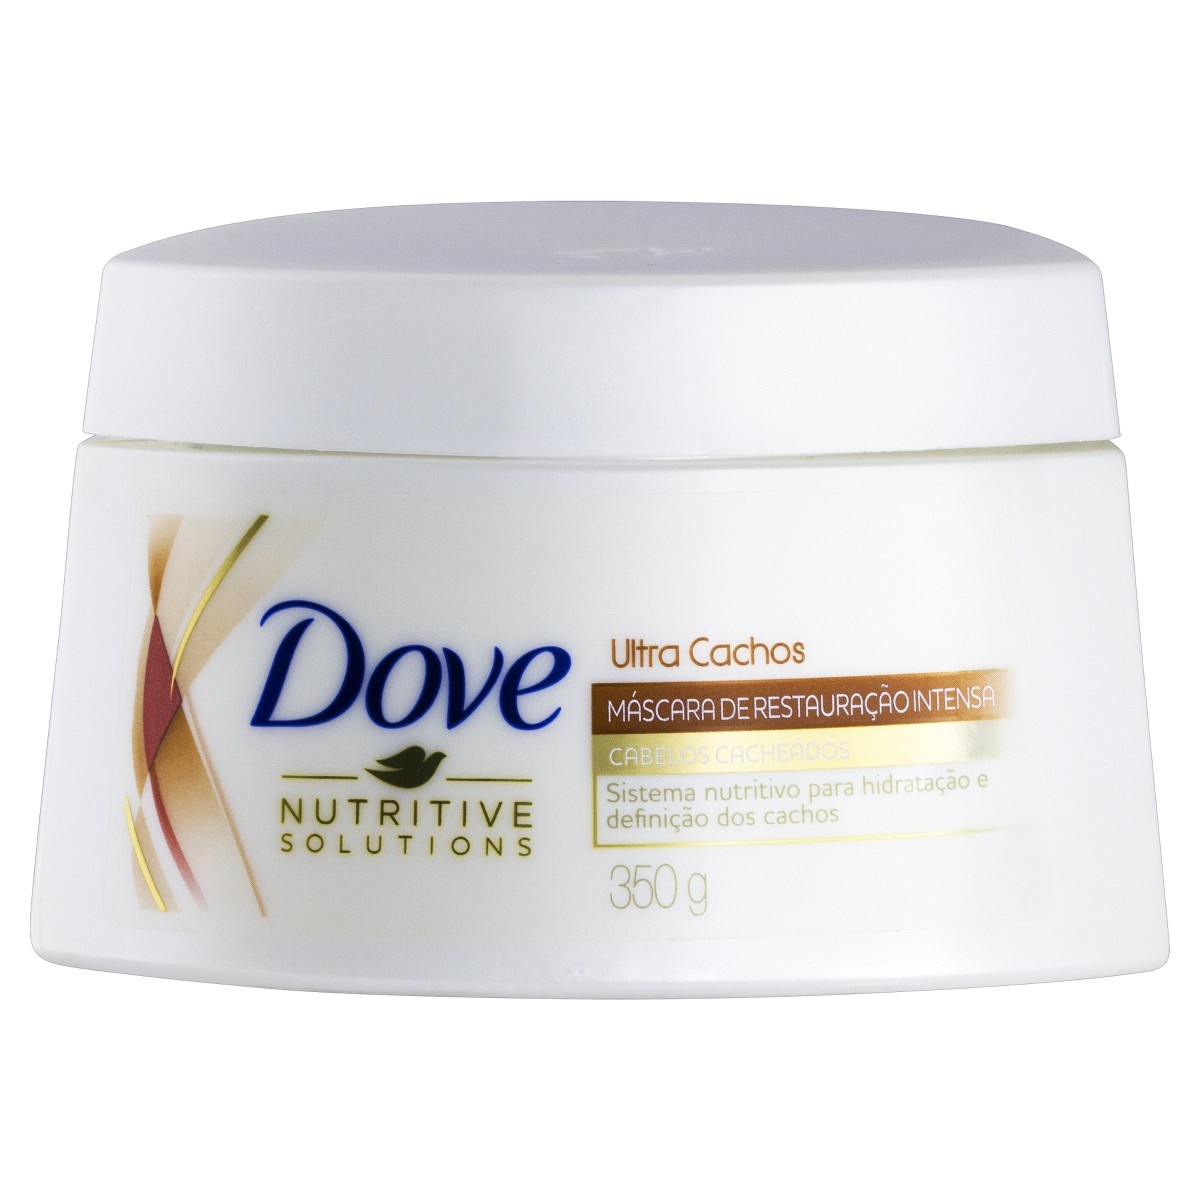 Dove
NUTRITIVE
SOLUTIONS
Ultra Cachos
MÁSCARA DE RESTAURAÇÃO INTENSA
CABELOS CACHEADOS
Sistema nutritivo para hidratação e
definição dos cachos
350 g